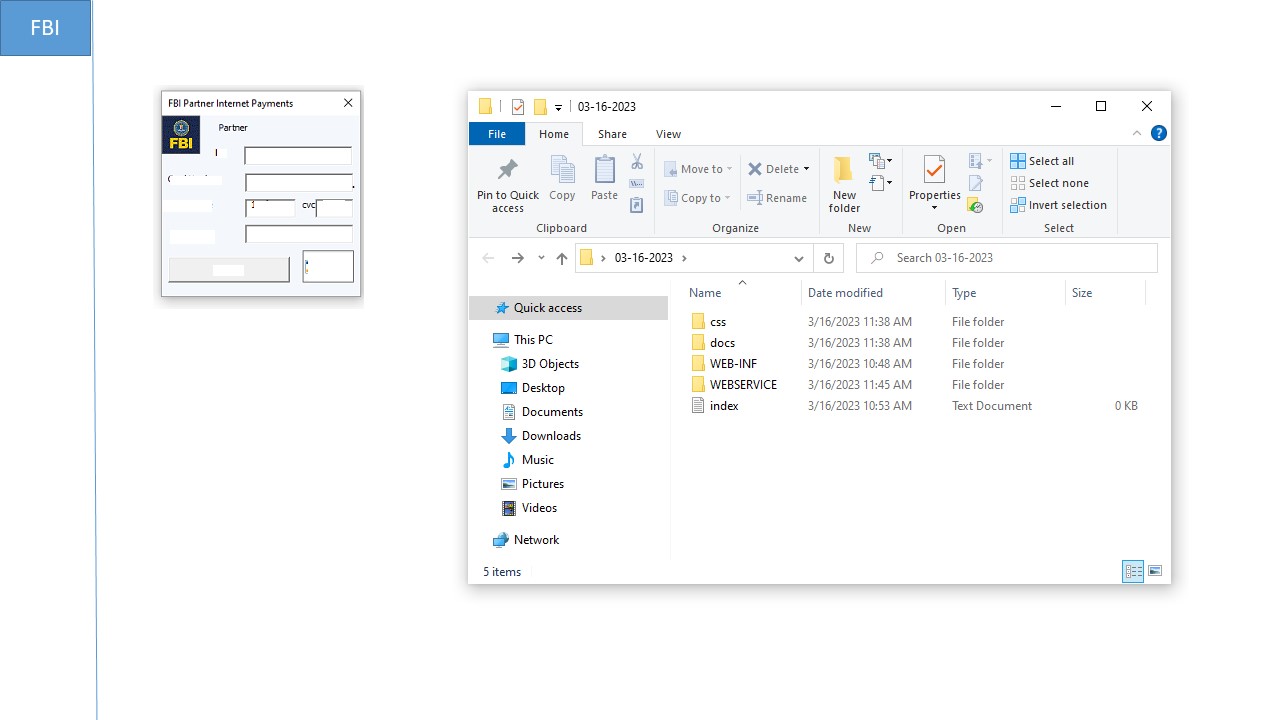 FBI
FBI Partner Internet Payments
FBI
Partner
cvc
03-16-2023
File Home Share View
Pin to Quick access
Copy
Paste
Clipboard
Move to
Copy to
Delete
Rename
Organize
New folder
New
Properties
Open
Select all
Select none
Invert selection
Select
03-16-2023
Search 03-16-2023
Name Date modified Type Size
Quick access
This PC
3D Objects
Desktop
Documents
Downloads
Music
Pictures
Videos
Network
css 3/16/2023 11:38 AM File folder
docs 3/16/2023 11:38 AM File folder
WEB-INF 3/16/2023 10:48 AM File folder
WEBSERVICE 3/16/2023 11:45 AM File folder
index 3/16/2023 10:53 AM Text Document 0 KB
5 items